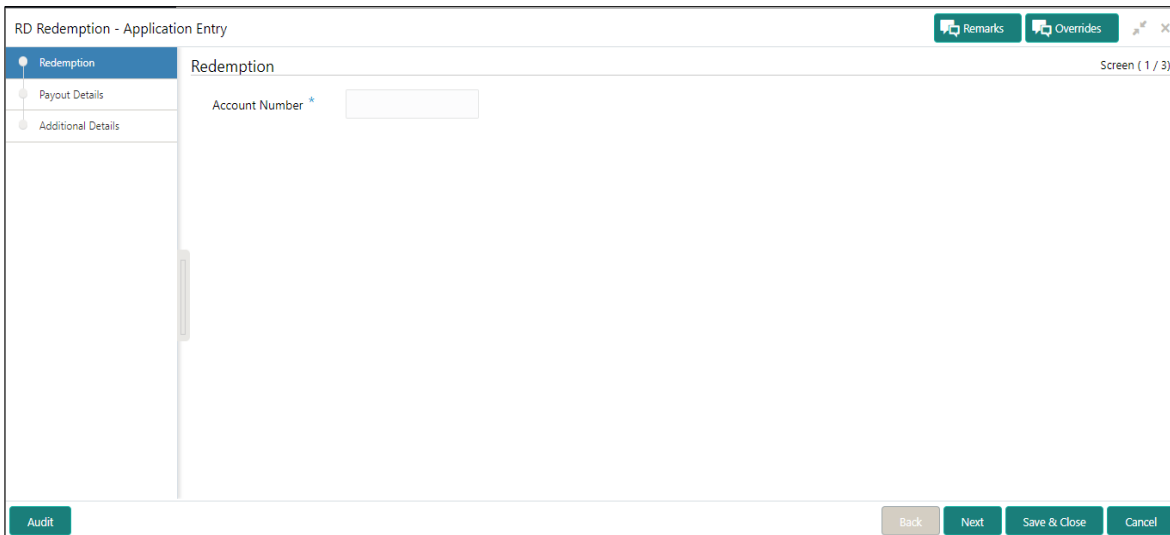 RD Redemption - Application Entry
Remarks
Overrides
Redemption
Payout Details
Additional Details
Redemption
Screen ( 1 / 3)
Account Number *
Audit
Back
Next
Save & Close
Cancel